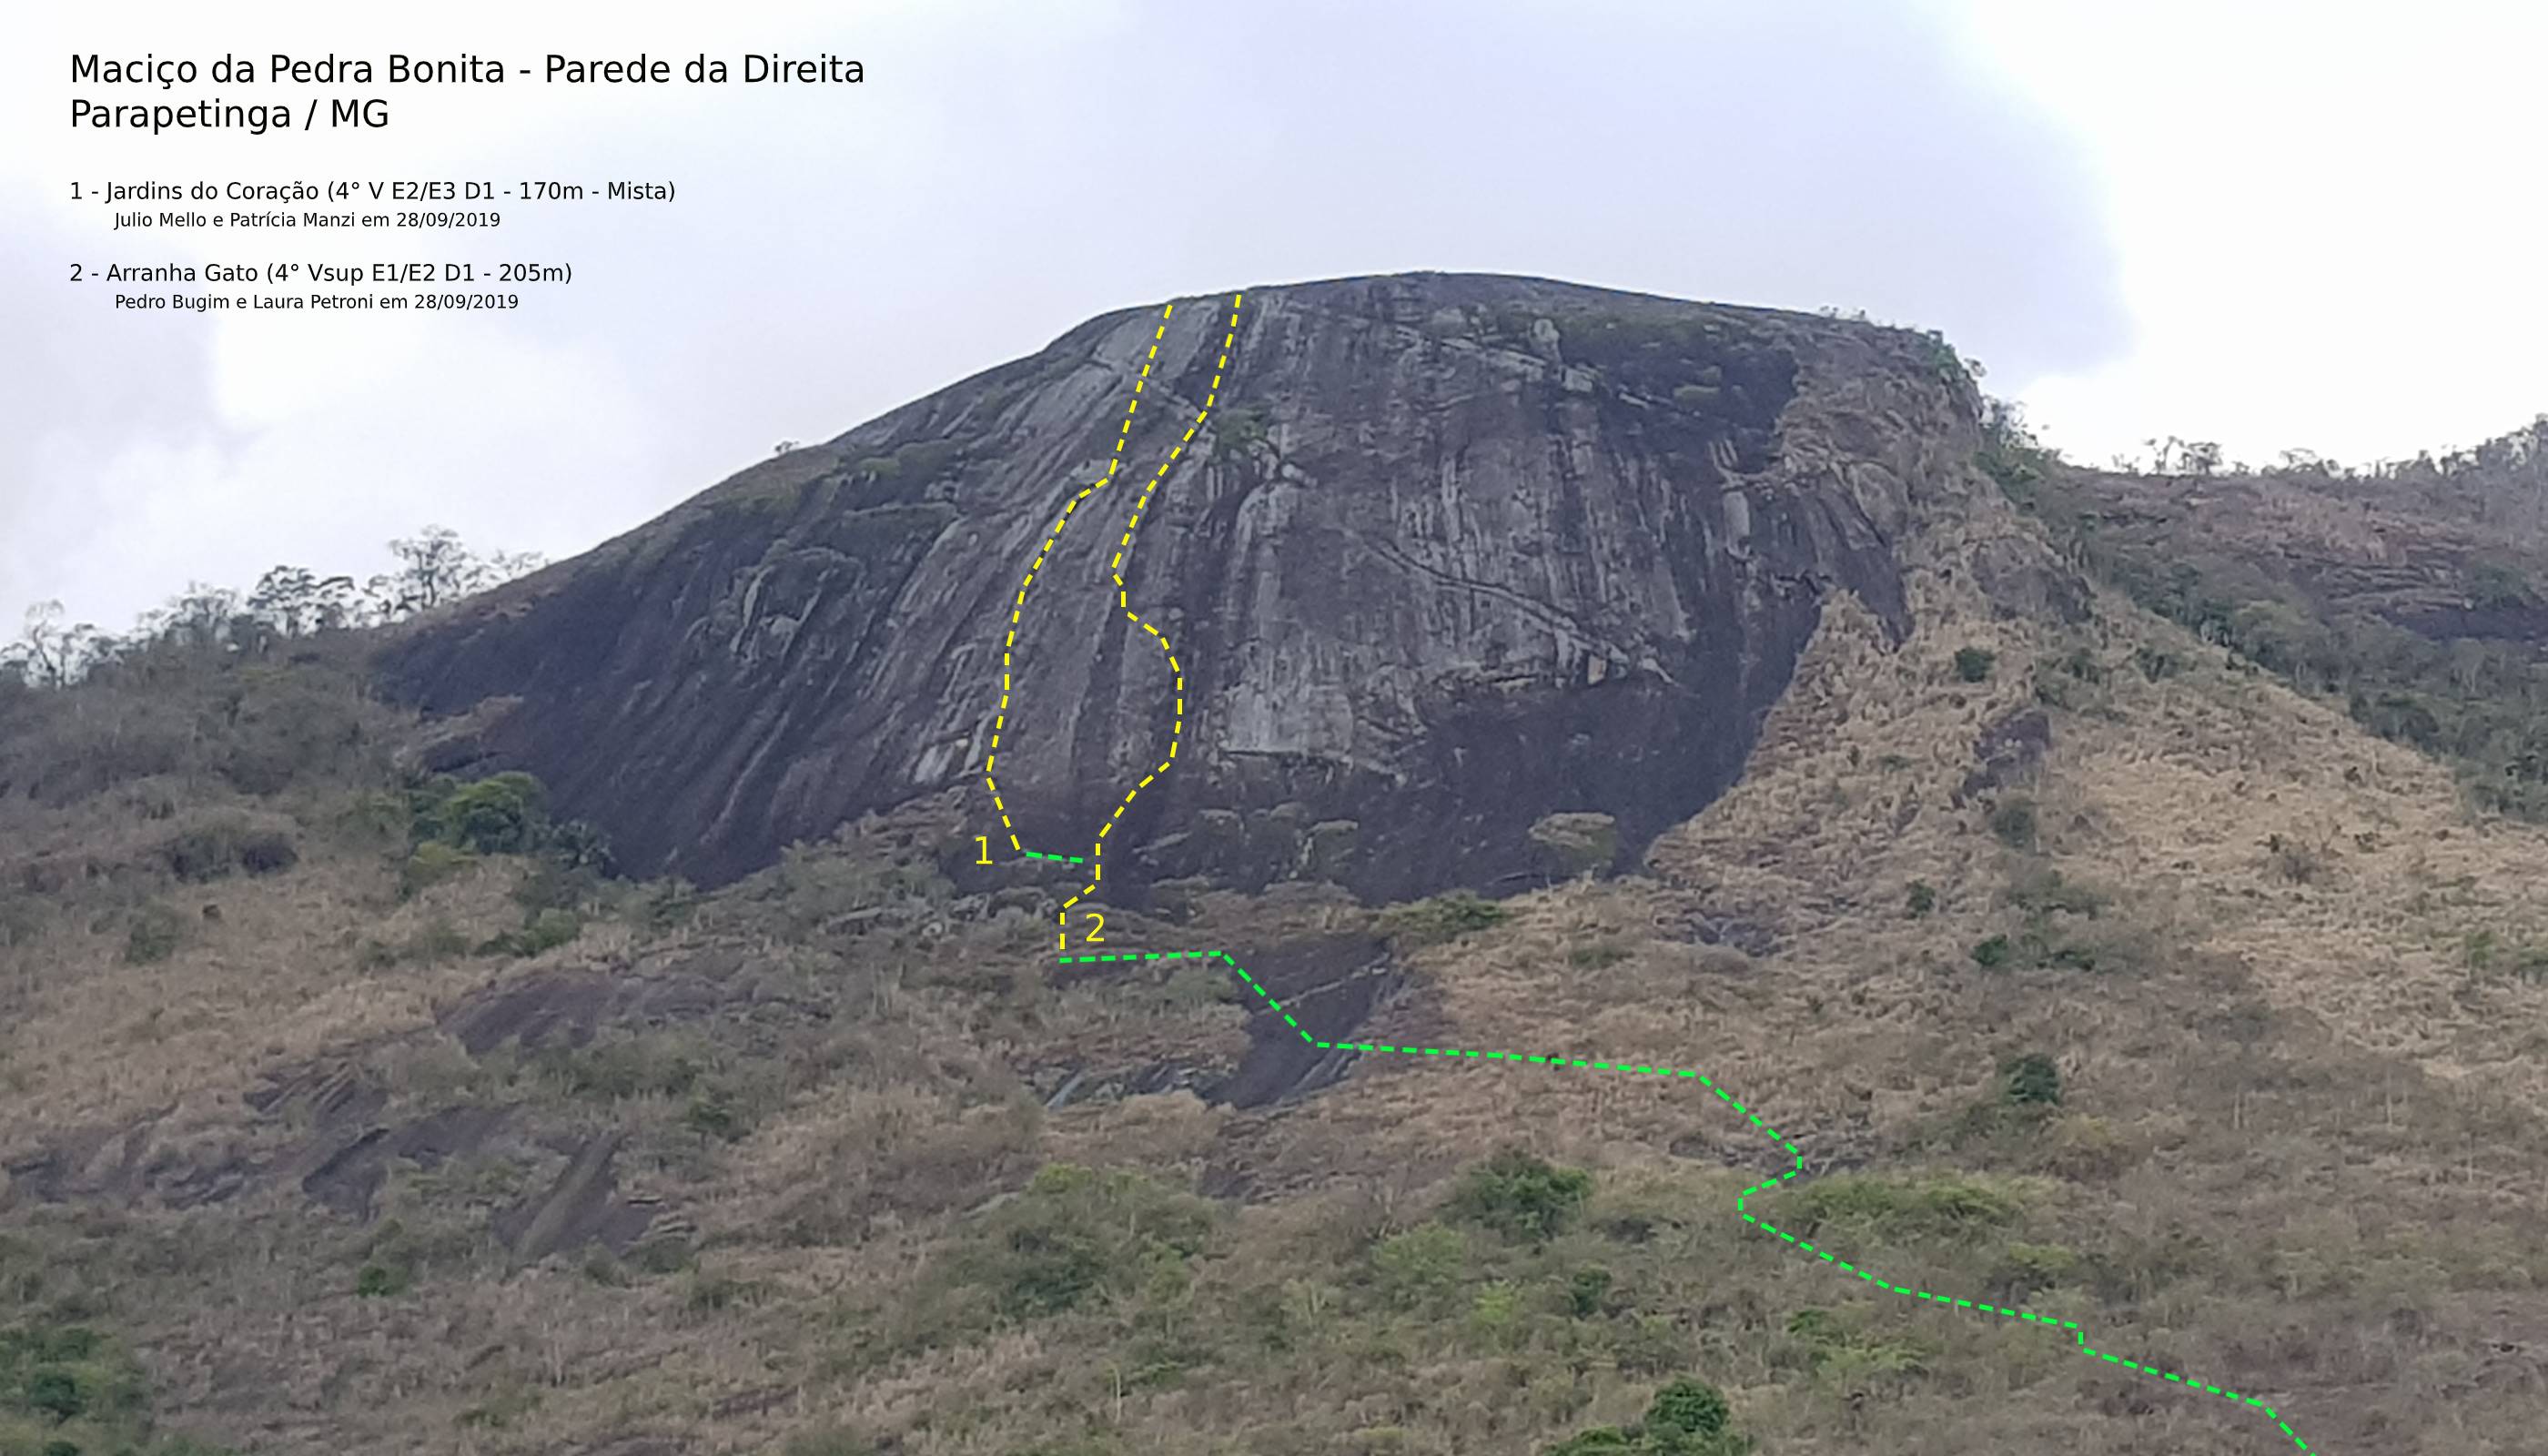 Maciço da Pedra Bonita - Parede da Direita
Parapetinga / MG
1 - Jardins do Coração (4° V E2/E3 D1 - 170m - Mista)
Julio Mello e Patrícia Manzi em 28/09/2019
2 - Arranha Gato (4° Vsup E1/E2 D1 - 205m)
Pedro Bugim e Laura Petroni em 28/09/2019
1
2